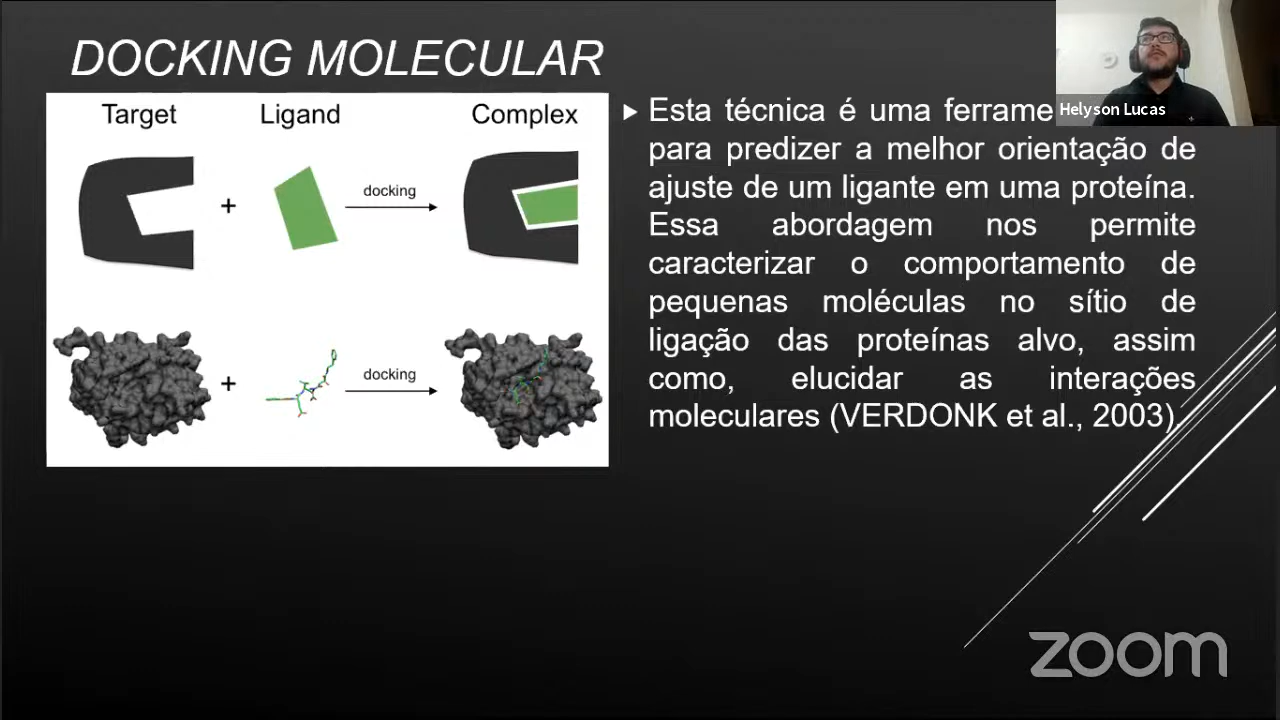 DOCKING MOLECULAR
Target Ligand Complex
+ docking
+ docking
Esta técnica é uma ferrame
para predizer a melhor orientação de
ajuste de um ligante em uma proteína.
Essa abordagem nos permite
caracterizar o comportamento de
pequenas moléculas no sítio de
ligação das proteínas alvo, assim
como, elucidar as interações
moleculares (VERDONK et al., 2003).
Helyson Lucas
zoom